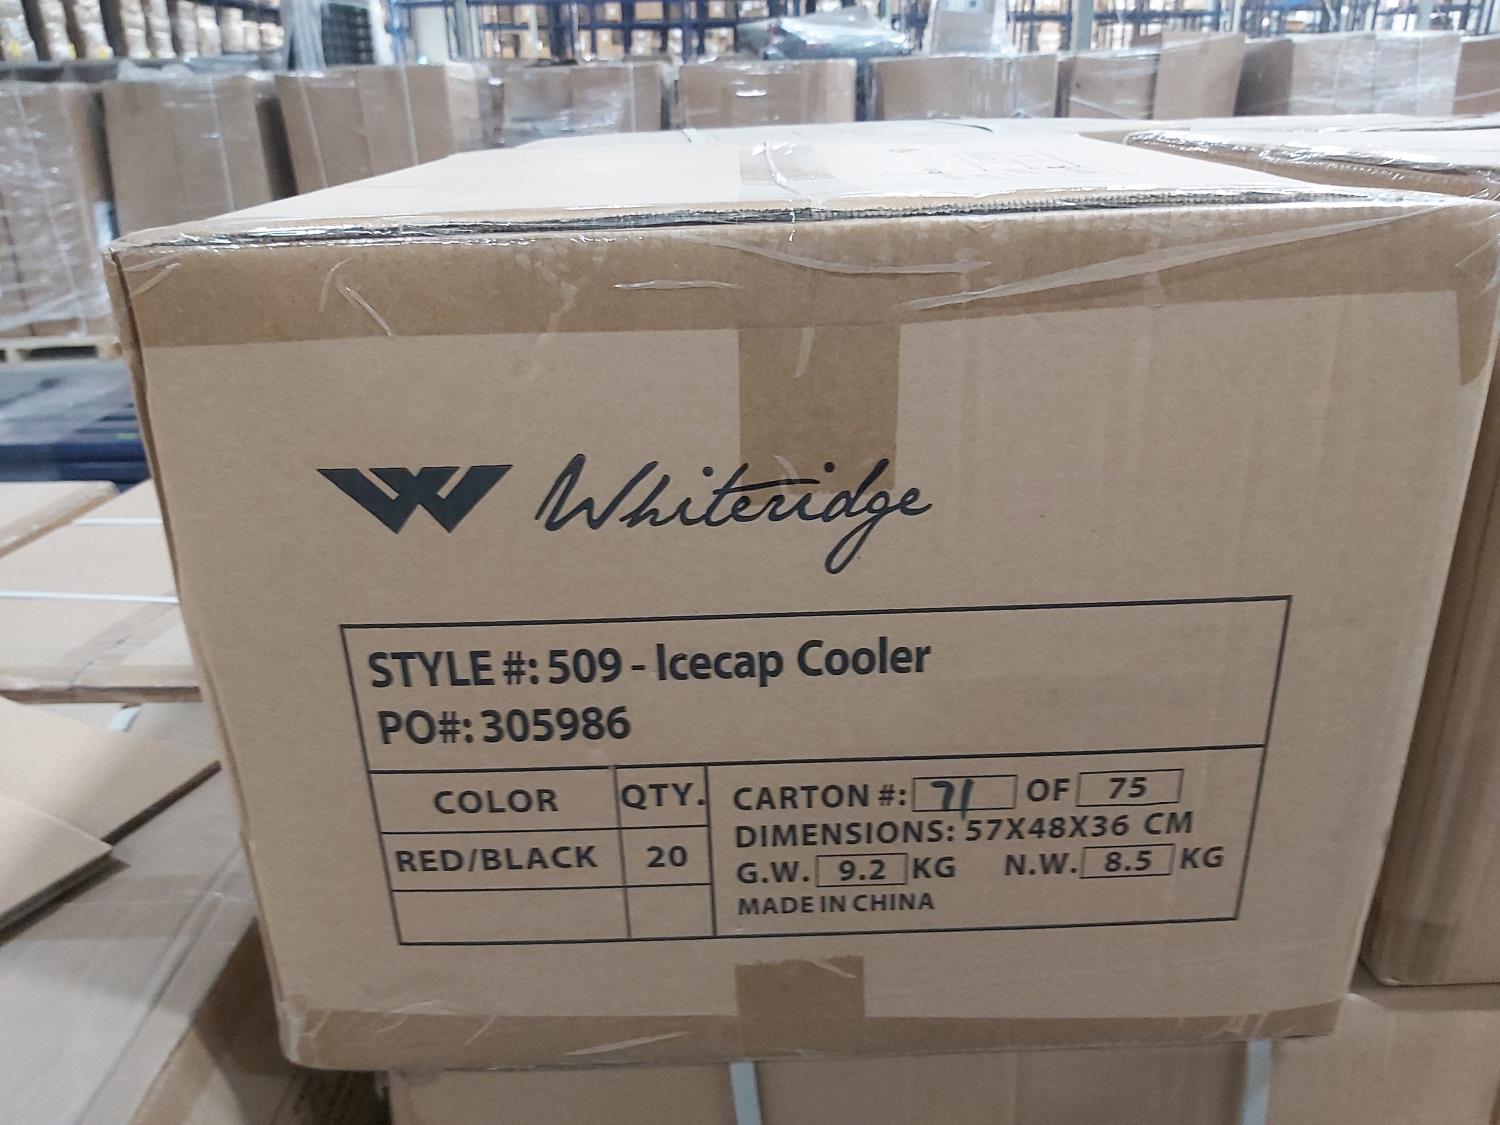 W Whiteridge
STYLE #: 509 - Icecap Cooler
PO#: 305986
COLOR QTY.
RED/BLACK 20
CARTON #: 71 OF 75
DIMENSIONS: 57X48X36 CM
G.W. 9.2 KG N.W. 8.5 KG
MADE IN CHINA